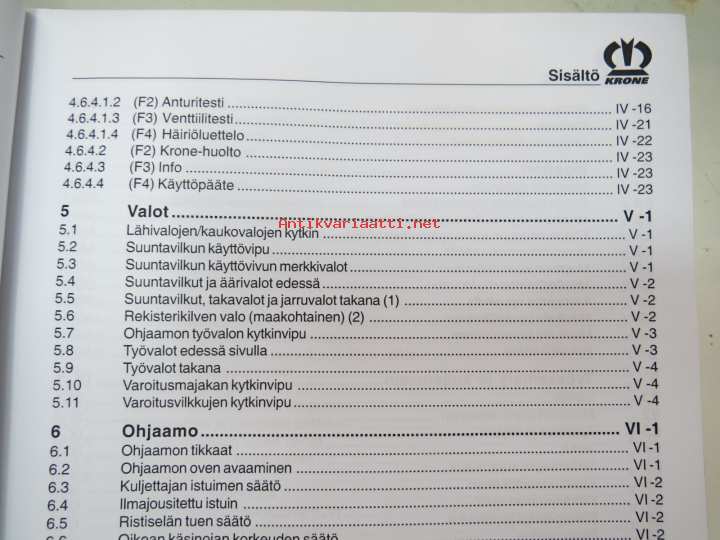 Sisältö
KRONE
4.6.4.1.2 (F2) Anturitesti IV -16
4.6.4.1.3 (F3) Venttiilitesti IV -21
4.6.4.1.4 (F4) Häiriöluettelo IV -22
4.6.4.2 (F2) Krone-huolto IV -23
4.6.4.3 (F3) Info IV -23
4.6.4.4 (F4) Käyttöpääte IV -23
5 Valot V -1
Antikvariaatti.net
5.1 Lähivalojen/kaukovalojen kytkin V -1
5.2 Suuntavilkun käyttövipu V -1
5.3 Suuntavilkun käyttövivun merkkivalot V -1
5.4 Suuntavilkut ja äärivalot edessä V -2
5.5 Suuntavilkut, takavalot ja jarruvalot takana (1) V -2
5.6 Rekisterikilven valo (maakohtainen) (2) V -2
5.7 Ohjaamon työvalon kytkinvipu V -3
5.8 Työvalot edessä sivulla V -3
5.9 Työvalot takana V -4
5.10 Varoitusmajakan kytkinvipu V -4
5.11 Varoitusvilkkujen kytkinvipu V -4
6 Ohjaamo VI -1
6.1 Ohjaamon tikkaat VI -1
6.2 Ohjaamon oven avaaminen VI -1
6.3 Kuljettajan istuimen säätö VI -2
6.4 Ilmajousitettu istuin VI -2
6.5 Ristiselän tuen säätö VI -2
6.6 Oikean käsinojan korkeuden säätö VI -2